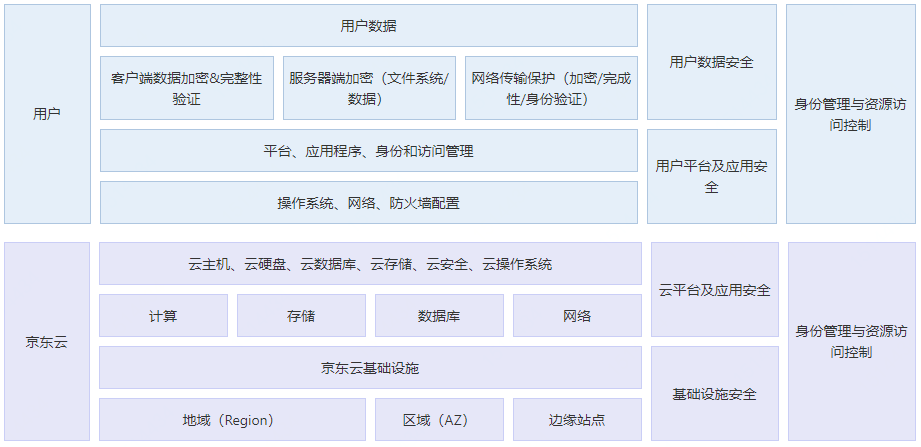 用户
用户数据
客户端数据加密&完整性
验证
服务器端加密（文件系统/
数据）
网络传输保护（加密/完成
性/身份验证）
平台、应用程序、身份和访问管理
操作系统、网络、防火墙配置
用户数据安全
用户平台及应用安
全
身份管理与资源访
问控制
京东云
云主机、云硬盘、云数据库、云存储、云安全、云操作系统
计算
存储
数据库
网络
京东云基础设施
地域（Region）
区域（AZ）
边缘站点
云平台及应用安全
基础设施安全
身份管理与资源访
问控制